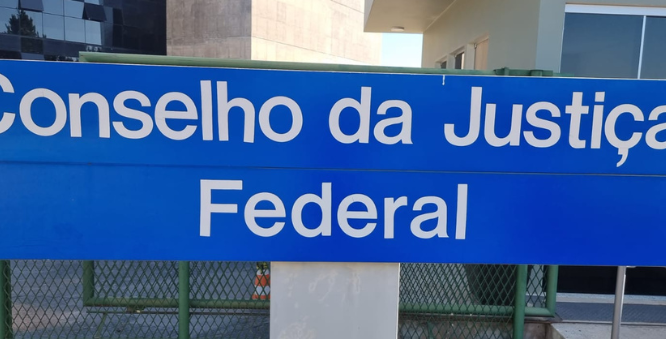 Conselho da Justiça
Federal